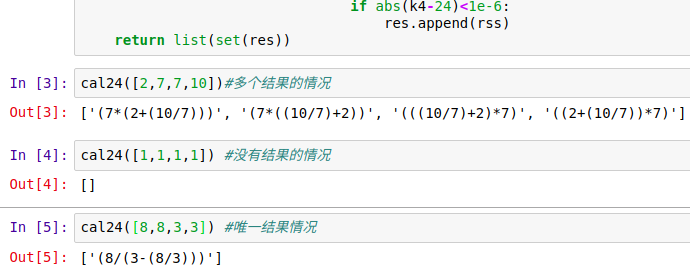 if abs(k4-24)<1e-6:
res.append(rss)
return list(set(res))
In [3]: cal24([2,7,7,10])#多个结果的情况
Out[3]: ['(7*(2+(10/7)))', '(7*((10/7)+2))', '(((10/7)+2)*7)', '((2+(10/7))*7)']
In [4]: cal24([1,1,1,1]) #没有结果的情况
Out[4]: []
In [5]: cal24([8,8,3,3]) #唯一结果情况
Out[5]: ['(8/(3-(8/3)))']